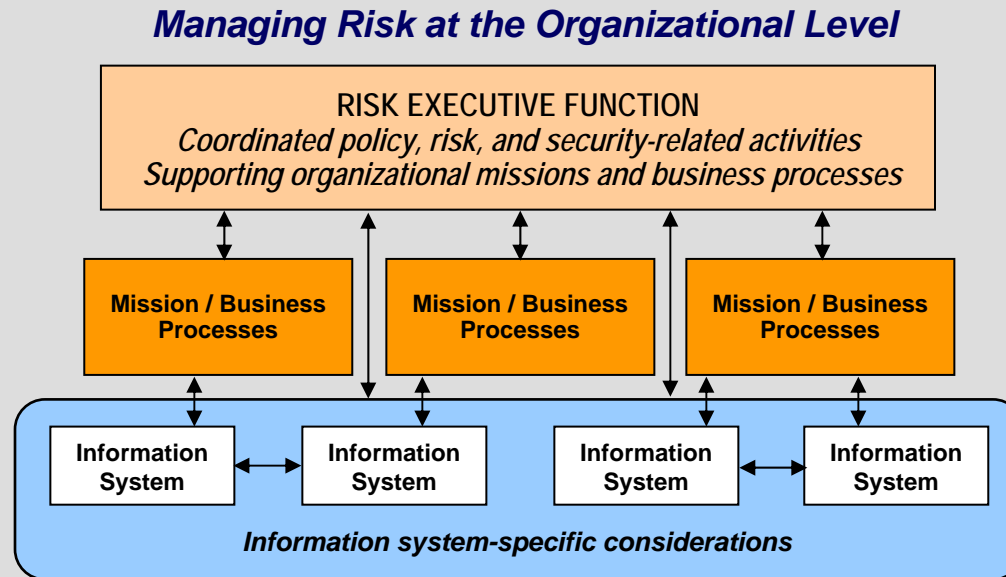 Managing Risk at the Organizational Level
RISK EXECUTIVE FUNCTION
Coordinated policy, risk, and security-related activities
Supporting organizational missions and business processes
Mission / Business
Processes
Mission / Business
Processes
Mission / Business
Processes
Information
System
Information
System
Information
System
Information
System
Information system-specific considerations